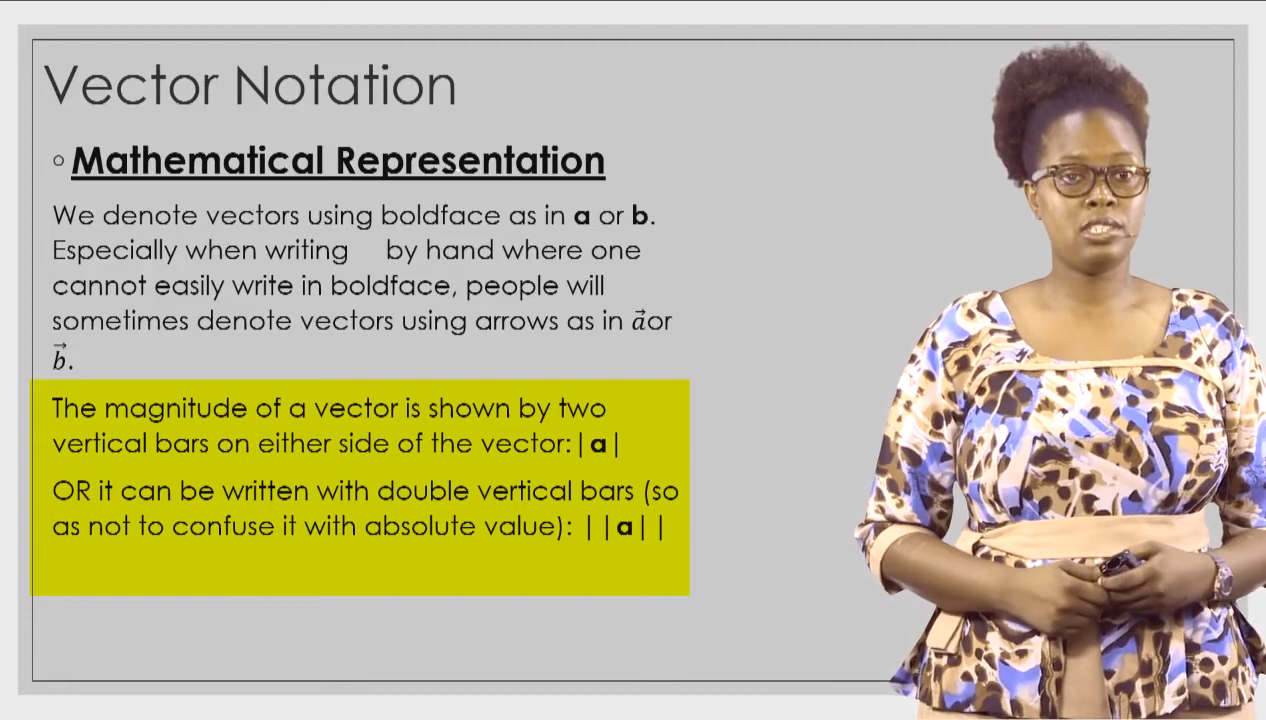 Vector Notation
◦ Mathematical Representation
We denote vectors using boldface as in a or b.
Especially when writing by hand where one
cannot easily write in boldface, people will
sometimes denote vectors using arrows as in a⃗or
b⃗.
The magnitude of a vector is shown by two
vertical bars on either side of the vector:|a|
OR it can be written with double vertical bars (so
as not to confuse it with absolute value): ||a||